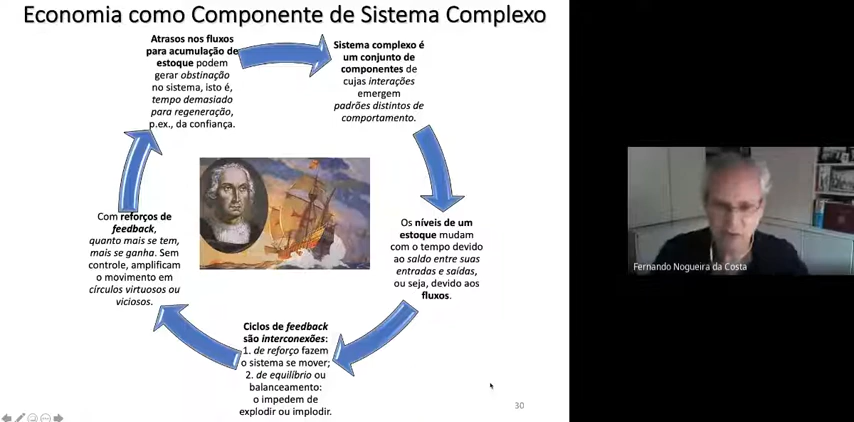 Economia como Componente de Sistema Complexo
Atrasos nos fluxos
para acumulação de
estoque podem
gerar obstinação
no sistema, isto é,
tempo demasiado
para regeneração,
p.ex., da confiança.
Sistema complexo é
um conjunto de
componentes de
cujas interações
emergem
padrões distintos de
comportamento.
Os níveis de um
estoque mudam
com o tempo devido
ao saldo entre suas
entradas e saídas,
ou seja, devido aos
fluxos.
Ciclos de feedback
são interconexões:
1. de reforço fazem
o sistema se mover;
2. de equilíbrio ou
balanceamento:
o impedem de
explodir ou implodir.
Com reforços de
feedback,
quanto mais se tem,
mais se ganha. Sem
controle, amplificam
o movimento em
círculos virtuosos ou
viciosos.
30
Fernando Nogueira da Costa